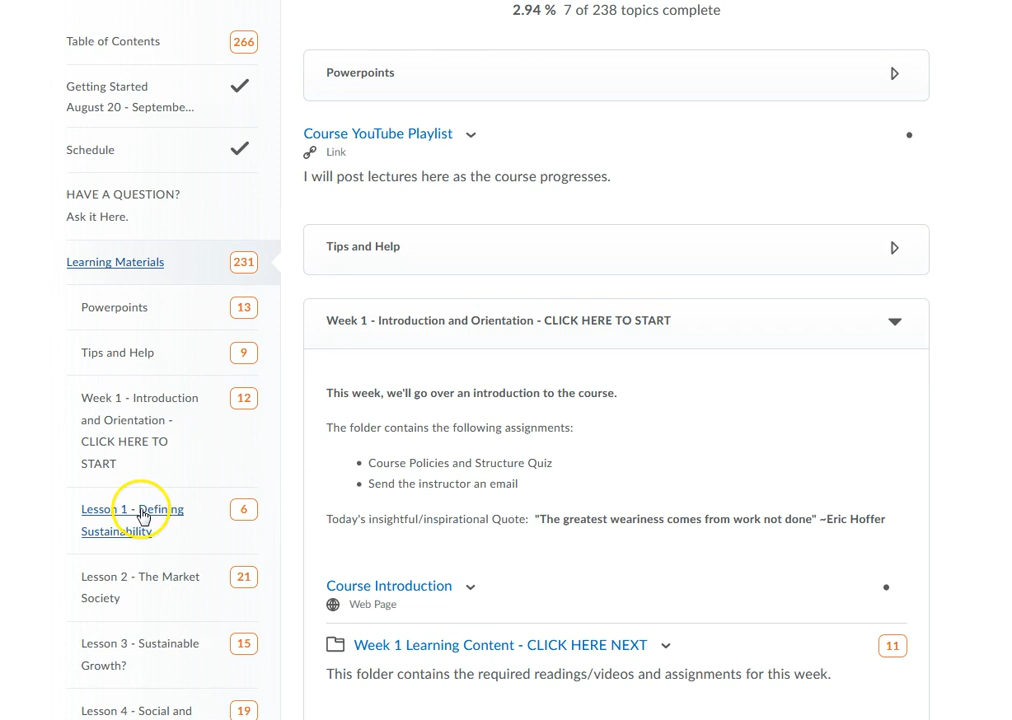 2.94 % 7 of 238 topics complete
Table of Contents
266
Getting Started
August 20 - Septembe...
Schedule
HAVE A QUESTION?
Ask it Here.
Learning Materials
231
Powerpoints
13
Tips and Help
9
Week 1 - Introduction
and Orientation -
CLICK HERE TO
START
12
Lesson 1 - Defining
Sustainability
6
Lesson 2 - The Market
Society
21
Lesson 3 - Sustainable
Growth?
15
Lesson 4 - Social and
19
Powerpoints
Course YouTube Playlist
Link
I will post lectures here as the course progresses.
Tips and Help
Week 1 - Introduction and Orientation - CLICK HERE TO START
This week, we'll go over an introduction to the course.
The folder contains the following assignments:
• Course Policies and Structure Quiz
• Send the instructor an email
Today's insightful/inspirational Quote: "The greatest weariness comes from work not done" ~Eric Hoffer
Course Introduction
Web Page
Week 1 Learning Content - CLICK HERE NEXT
11
This folder contains the required readings/videos and assignments for this week.